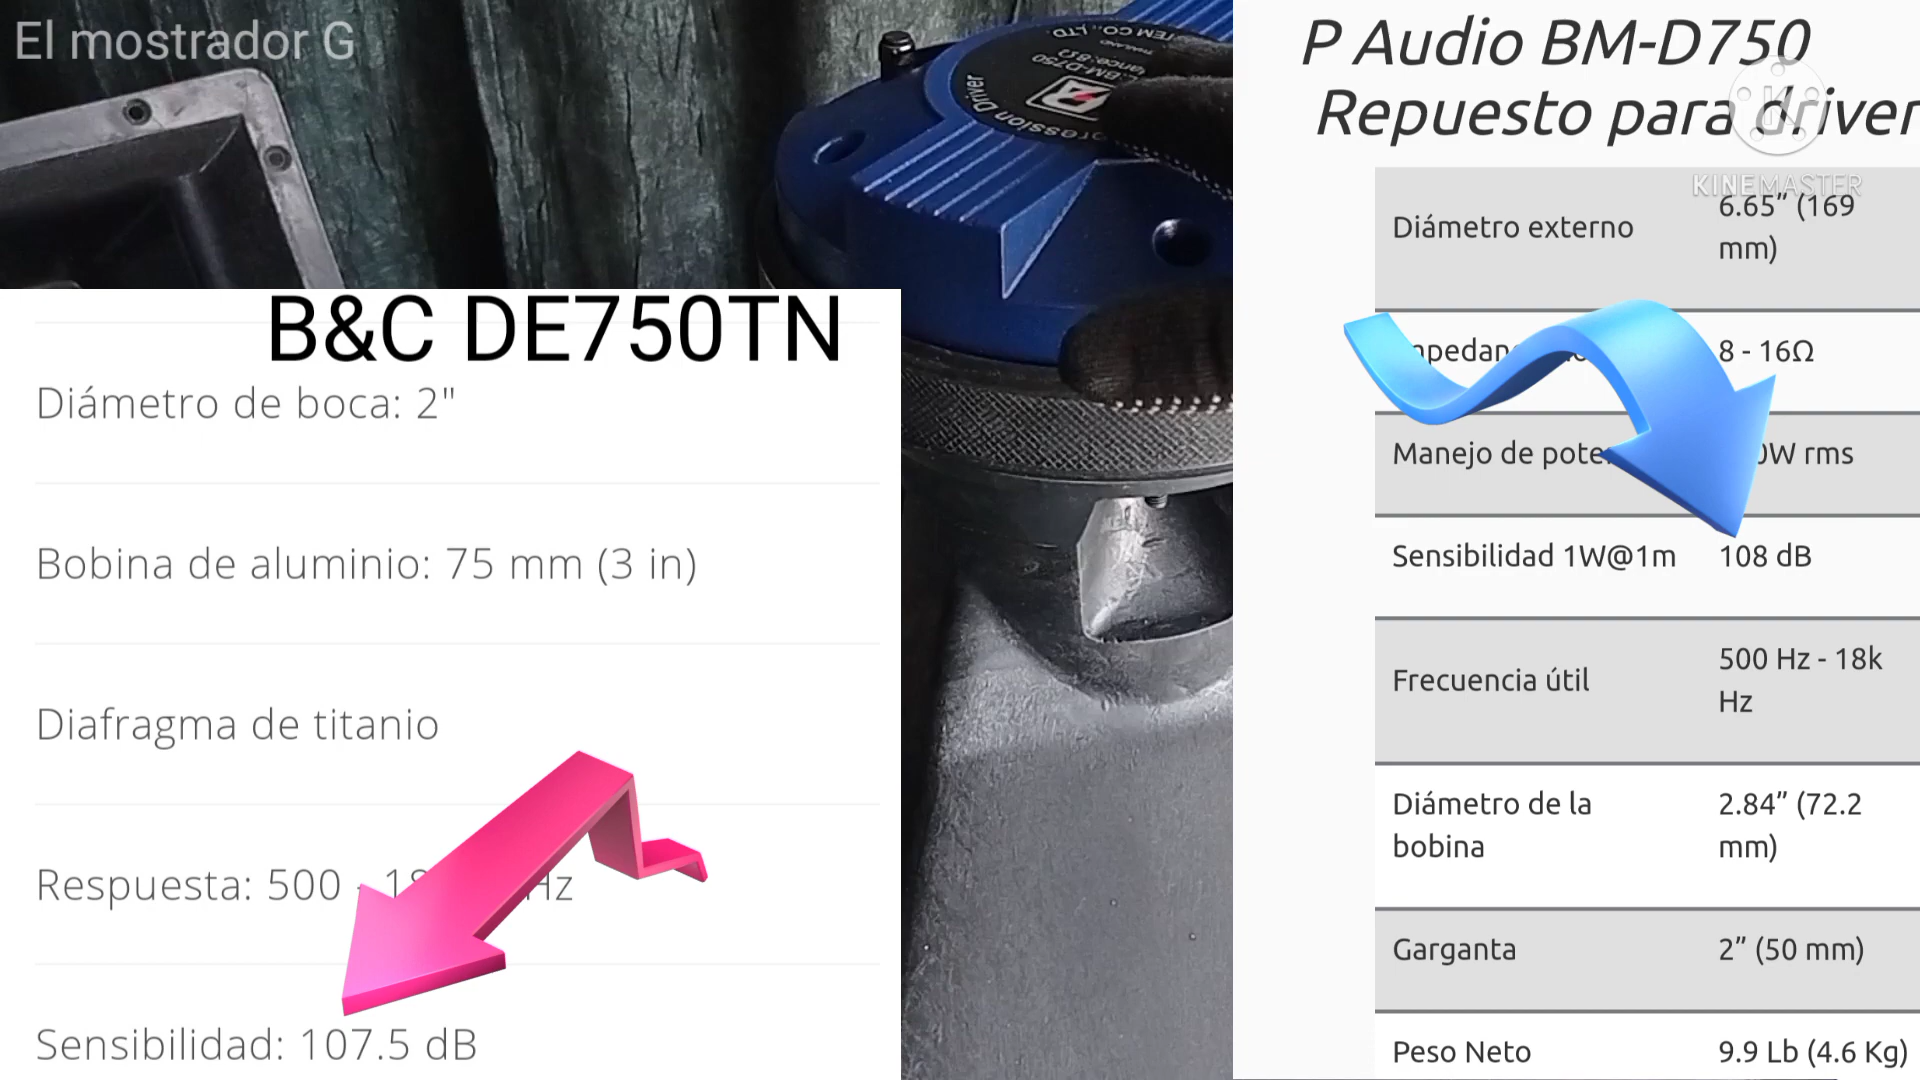 El mostrador G
BM-D750
B&C DE750TN
Diámetro de boca: 2"
Bobina de aluminio: 75 mm (3 in)
Diafragma de titanio
Respuesta: 500 -
Sensibilidad: 107.5 dB
P Audio BM-D750
Repuesto para driver
KINEMASTER
Diámetro externo 6.65” (169 mm)
8 - 16Ω
Manejo de W rms
Sensibilidad 1W@1m 108 dB
Frecuencia útil 500 Hz - 18k Hz
Diámetro de la bobina 2.84” (72.2 mm)
Garganta 2” (50 mm)
Peso Neto 9.9 Lb (4.6 Kg)